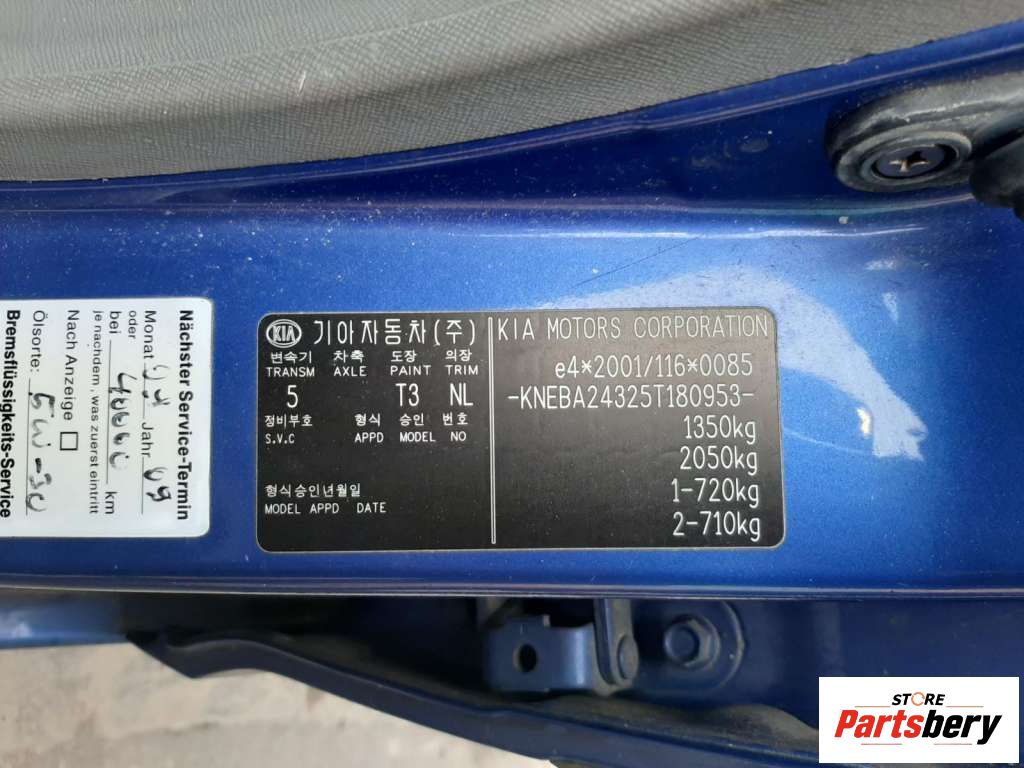 KIA 기아자동차(주)
변속기 차축 도장 의장
TRANSM AXLE PAINT TRIM
5 T3 NL
정비부호 형식 승인 번호
S.V.C APPD MODEL NO
형식승인년월일
MODEL APPD DATE
KIA MOTORS CORPORATION
e4*2001/116*0085
-KNEBA24325T180953-
1350kg
2050kg
1-720kg
2-710kg
Nächster Service-Termin
Monat Jahr 09
oder
bei 40000 km
je nachdem, was zuerst eintritt
Nach Anzeige
Ölsorte: 5W-30
Bremsflüssigkeits-Service
STORE
Partsbery